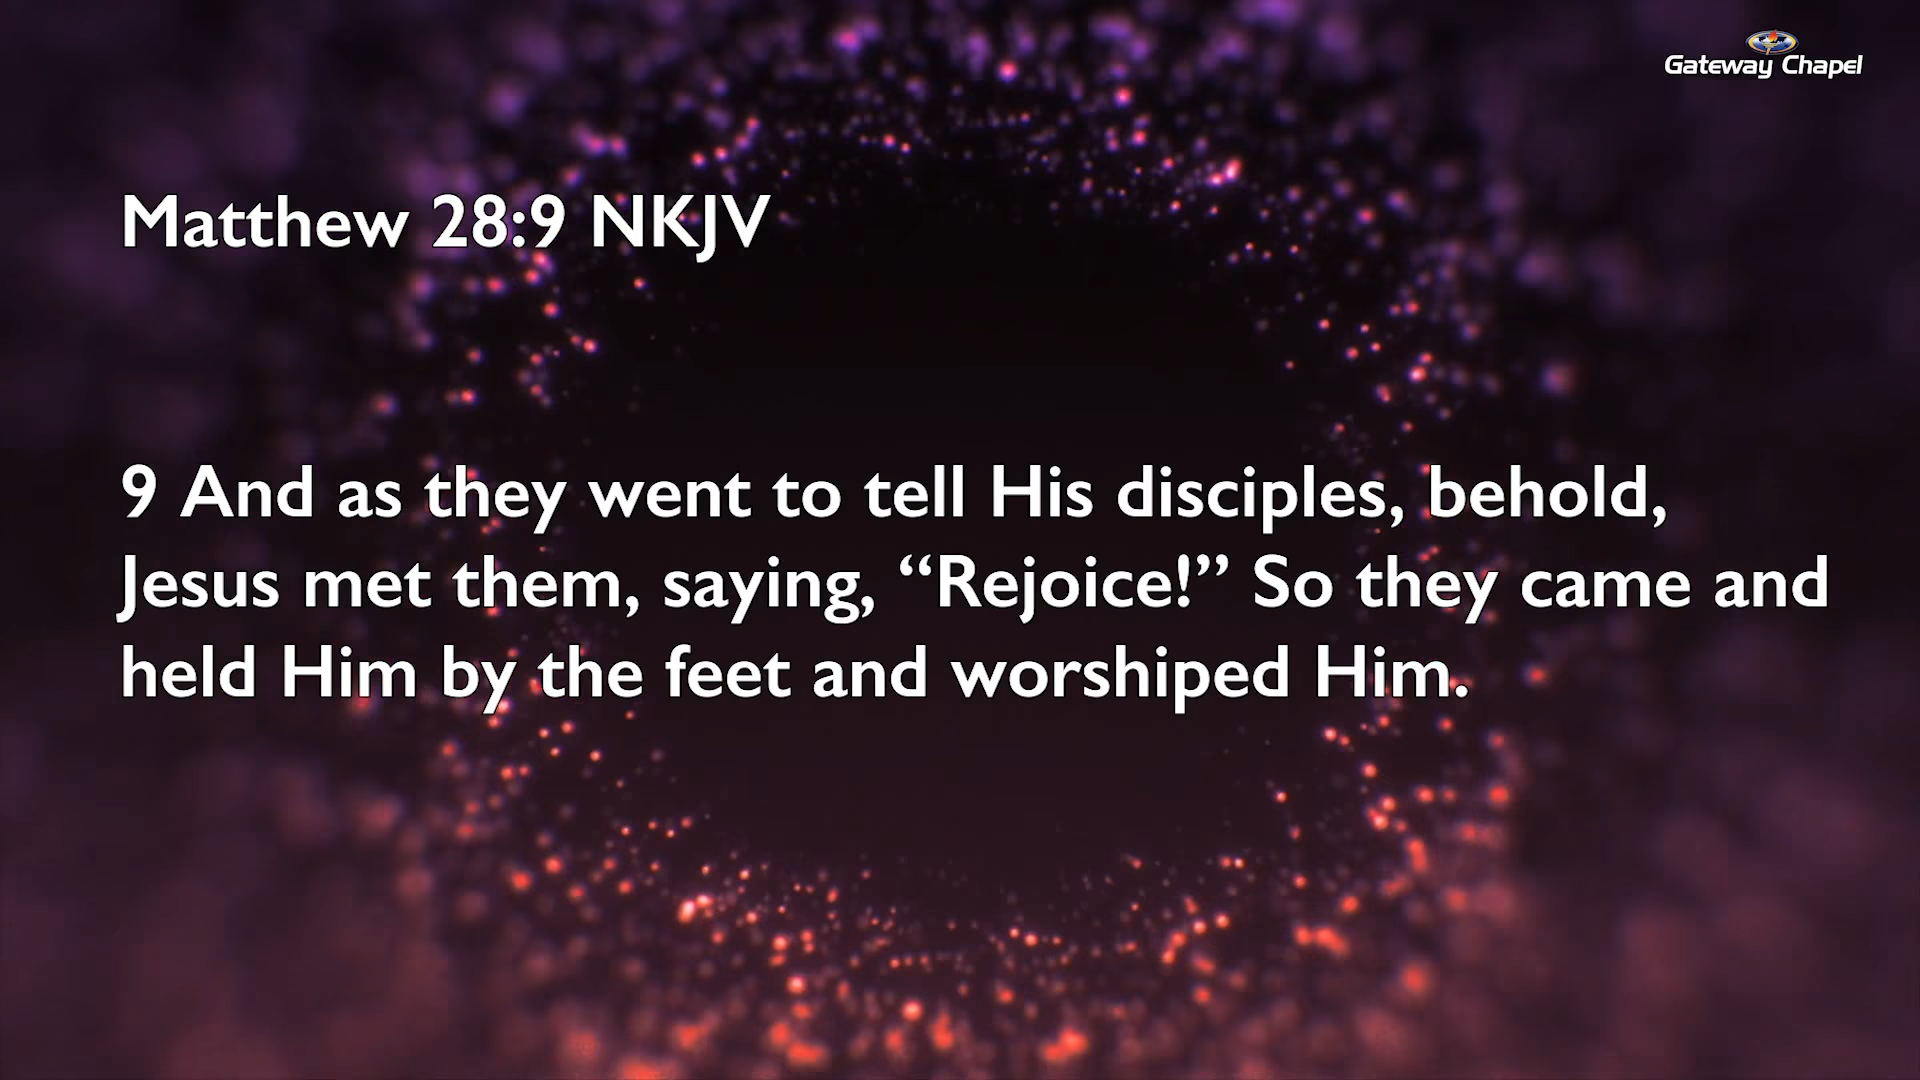 Gateway Chapel
Matthew 28:9 NKJV
9 And as they went to tell His disciples, behold,
Jesus met them, saying, “Rejoice!” So they came and
held Him by the feet and worshiped Him.